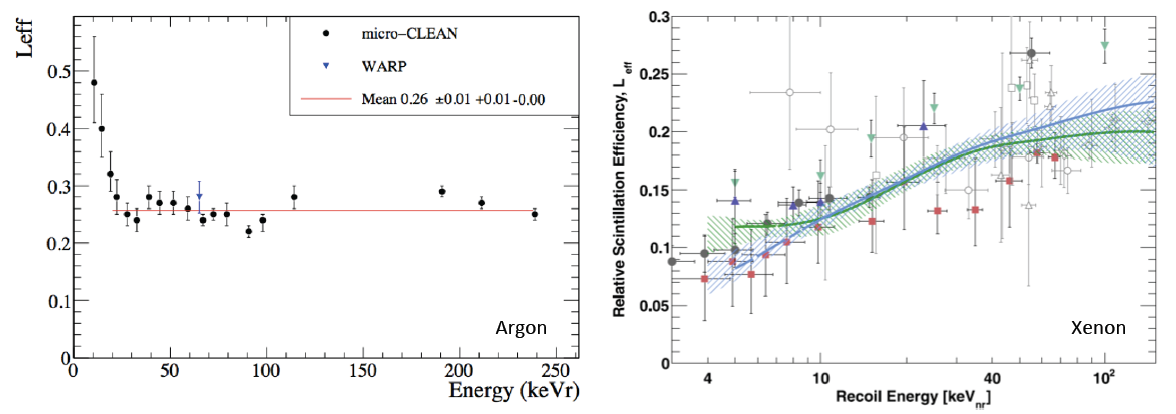 Leff
0.5
0.4
0.3
0.2
0.1
0
0 50 100 150 200 250
Energy (keVr)
micro−CLEAN
WARP
Mean 0.26 ±0.01 +0.01-0.00
Argon
Relative Scintillation Efficiency, L eff
0.3
0.25
0.2
0.15
0.1
0.05
0
4 10 40 10²
Recoil Energy [keVnr]
Xenon